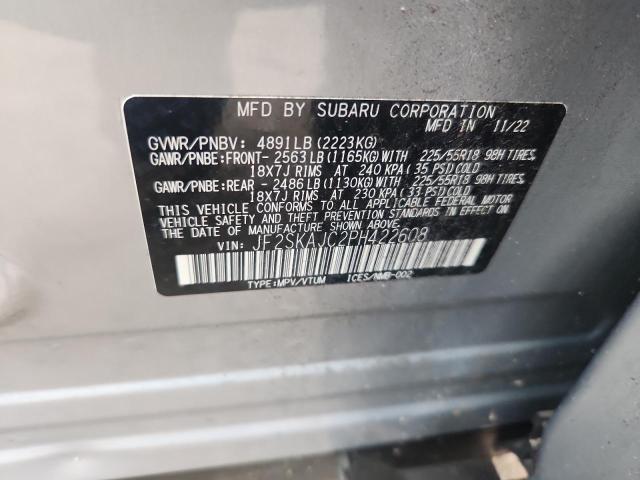 MFD BY SUBARU CORPORATION
MFD IN 11/22
GVWR/PNBV: 4891LB (2223KG)
GAWR/PNBE:FRONT- 2563LB (1165KG) WITH 225/55R18 98H TIRES,
18X7J RIMS AT 240 KPA ( 35 PSI) COLD
GAWR/PNBE:REAR - 2486LB (1130KG) WITH 225/55R18 98H TIRES,
18X7J RIMS AT 230 KPA ( 33 PSI) COLD
THIS VEHICLE CONFORMS TO ALL APPLICABLE FEDERAL MOTOR
VEHICLE SAFETY AND THEFT PREVENTION STANDARDS IN EFFECT ON
THE DATE OF MANUFACTURE SHOWN ABOVE.
VIN: JF2SKAJC2PH422608
TYPE:MPV/VTUM ICES/NMB-002